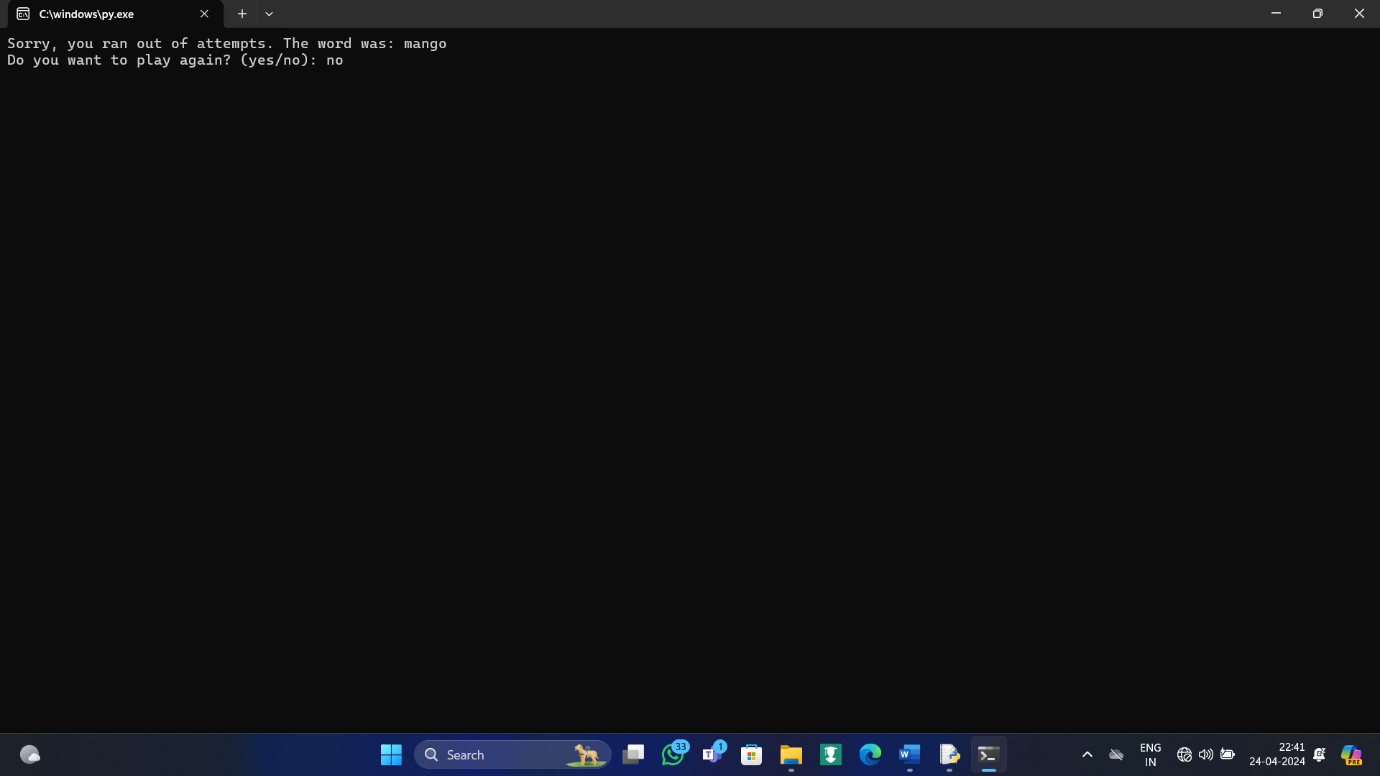 C:\windows\py.exe
Sorry, you ran out of attempts. The word was: mango
Do you want to play again? (yes/no): no
Search
33
1
ENG
IN
22:41
24-04-2024
PRE